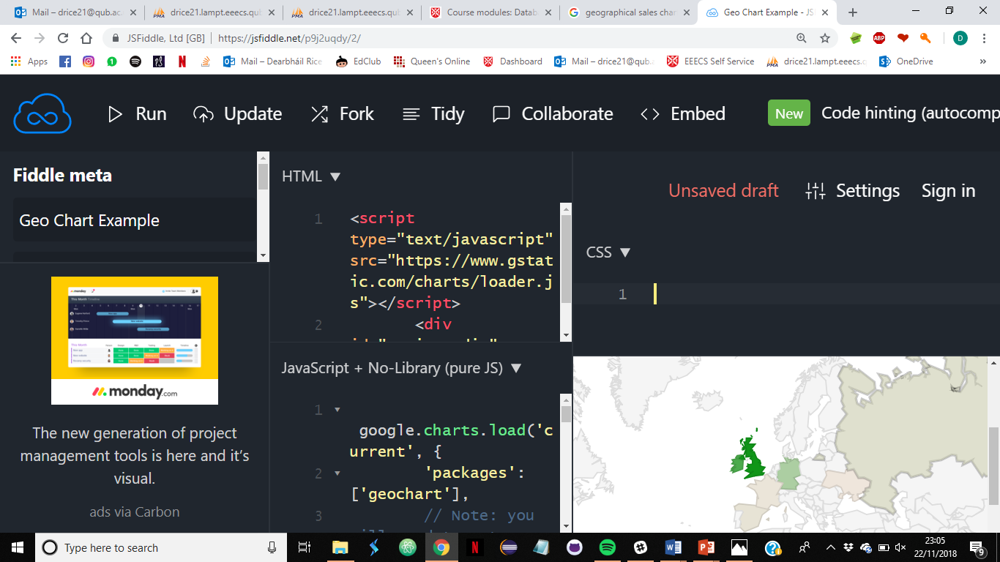 Mail – drice21@qub.ac.
drice21.lampt.eeecs.qub
drice21.lampt.eeecs.qub
Course modules: Datab
geographical sales char
Geo Chart Example - JS
JSFiddle, Ltd [GB]
https://jsfiddle.net/p9j2uqdy/2/
ABP
D
Apps
Mail – Dearbháil Rice
EdClub
Queen's Online
Dashboard
Mail – drice21@qub.a
EEECS Self Service
drice21.lampt.eeecs.q
OneDrive
»
Run
Update
Fork
Tidy
Collaborate
Embed
New
Code hinting (autocomp
Fiddle meta
Geo Chart Example
monday.com
The new generation of project
management tools is here and it's
visual.
ads via Carbon
HTML ▼
1 <script
type="text/javascript"
src="https://www.gstat
ic.com/charts/loader.j
s"></script>
2 <div
JavaScript + No-Library (pure JS) ▼
1
google.charts.load('c
urrent', {
2 'packages':
['geochart'],
3 // Note: you
Unsaved draft
Settings
Sign in
CSS ▼
1
Type here to search
23:05
22/11/2018
9